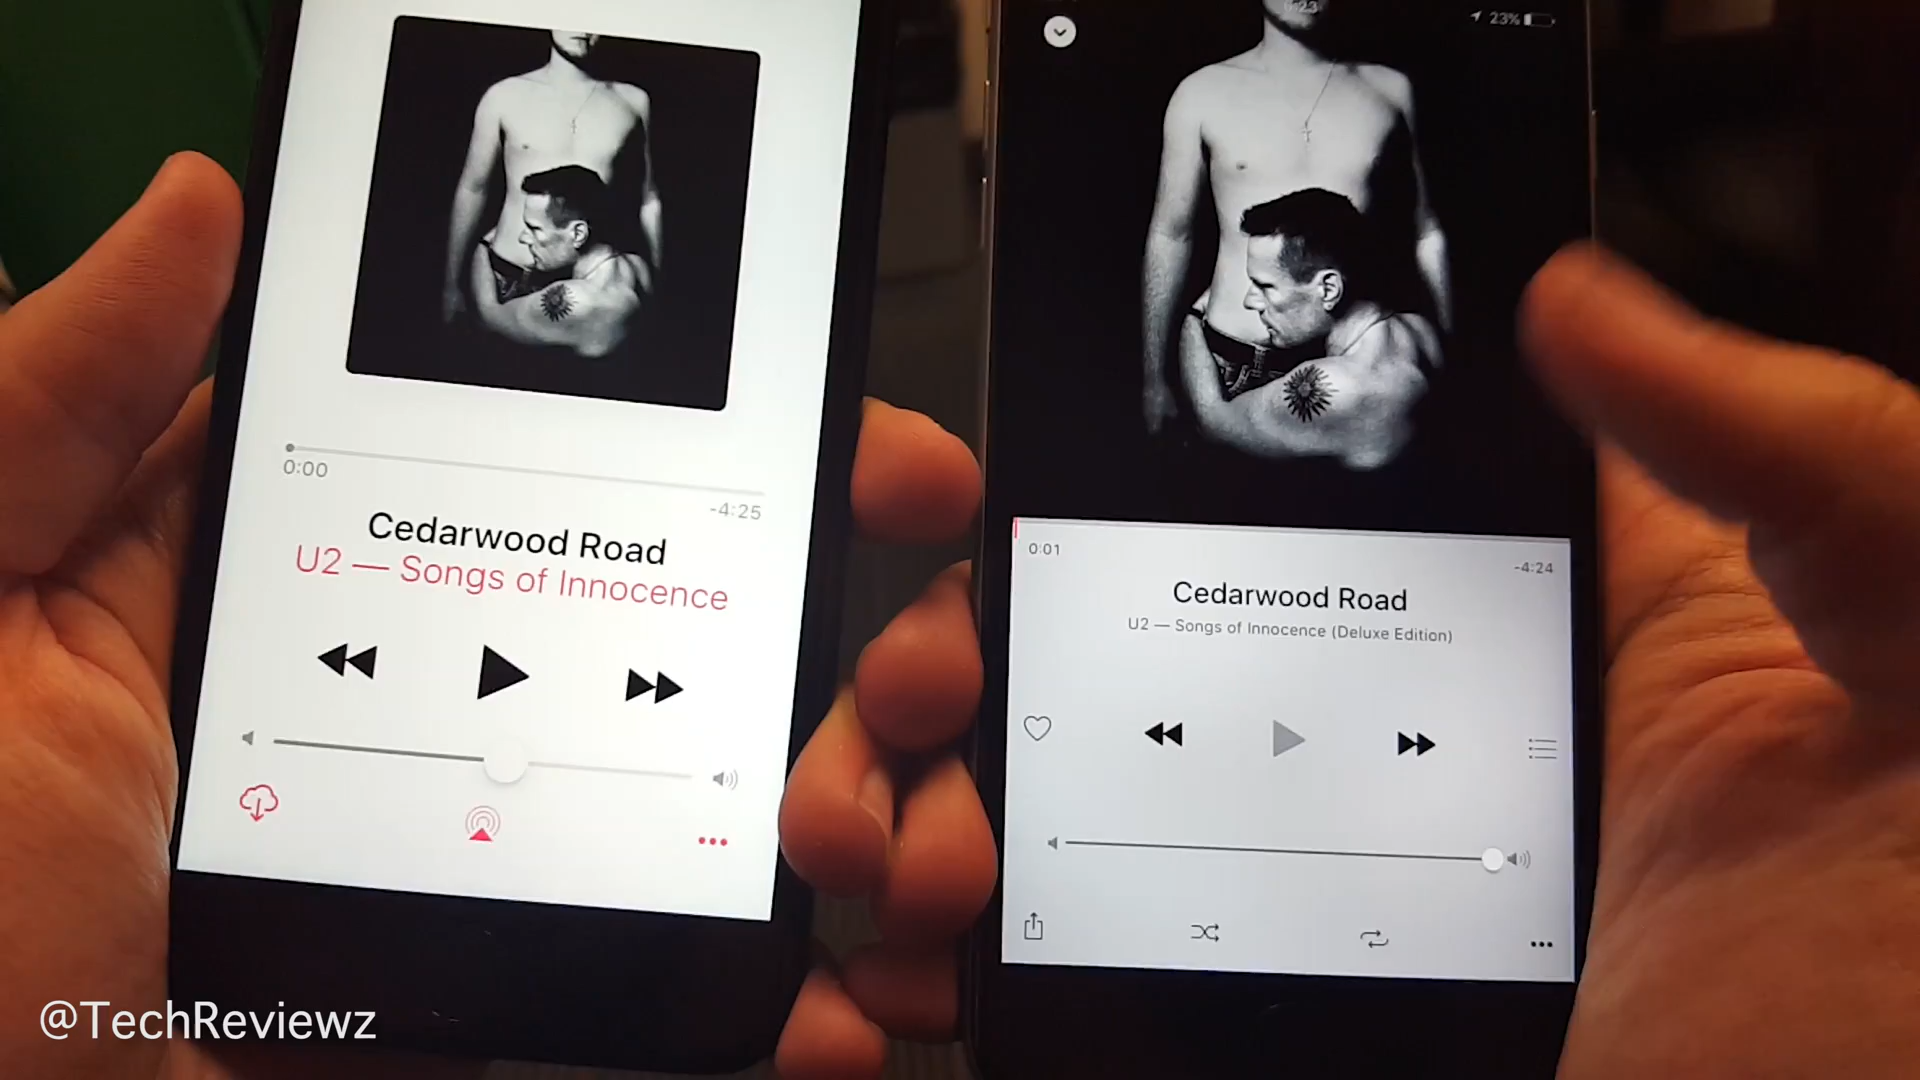 0:00
-4:25
Cedarwood Road
U2 — Songs of Innocence
23%
0:01
-4:24
Cedarwood Road
U2 — Songs of Innocence (Deluxe Edition)
@TechReviewz